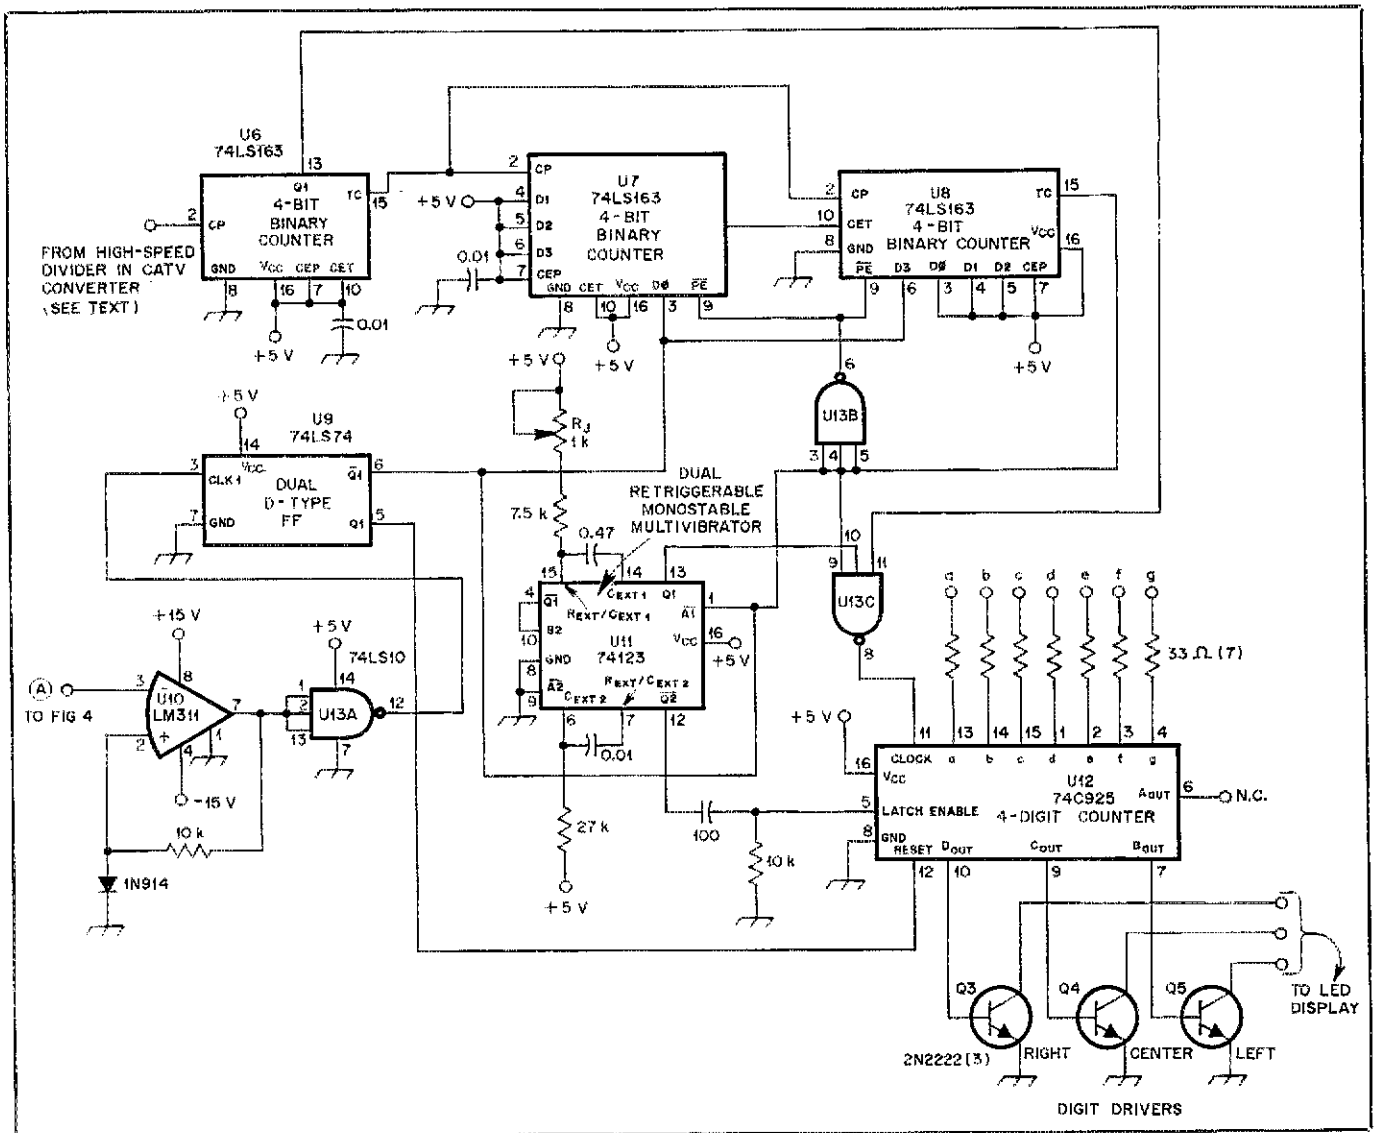 U6
74LS163
13
Q1
4-BIT
BINARY
COUNTER
TC
15
2
CP
GND
VCC
CEP
CET
8
16
7
10
0.01
+5 V
FROM HIGH-SPEED
DIVIDER IN CATV
CONVERTER
(SEE TEXT)
2
CP
U7
74LS163
4-BIT
BINARY
COUNTER
+5 V
4
D1
5
D2
6
D3
7
CEP
0.01
GND
CET
VCC
DØ
PE
8
10
16
3
9
+5 V
2
CP
U8
74LS163
4-BIT
BINARY COUNTER
TC
15
10
CET
8
GND
VCC
16
PE
D3
DØ
D1
D2
CEP
9
6
3
4
5
7
+5 V
6
U13B
3
4
5
+5 V
14
U9
74LS74
3
CLK1
VCC
DUAL
D-TYPE
FF
Q1
6
7
GND
Q1
5
+5 V
1 k
7.5 k
DUAL
RETRIGGERABLE
MONOSTABLE
MULTIVIBRATOR
0.47
15
14
13
CEXT 1
Q1
4
Q1
REXT/CEXT 1
A1
1
10
B2
U11
74123
VCC
16
+5 V
8
GND
9
A2
CEXT 2
REXT/CEXT 2
Q2
6
7
12
0.01
27 k
+5 V
100
10 k
9
10
11
U13C
8
a
b
c
d
e
f
g
33 Ω (7)
+15 V
8
A
TO FIG 4
3
U10
LM311
7
2
+
4
1
-15 V
10 k
1N914
+5 V
74LS10
14
1
2
13
U13A
12
7
+5 V
11
13
14
15
1
2
3
4
CLOCK
a
b
c
d
e
f
g
16
VCC
U12
74C925
4-DIGIT COUNTER
AOUT
6
N.C.
5
LATCH ENABLE
8
GND
RESET
DOUT
COUT
BOUT
12
10
9
7
TO LED
DISPLAY
Q3
Q4
Q5
2N2222 (3)
RIGHT
CENTER
LEFT
DIGIT DRIVERS